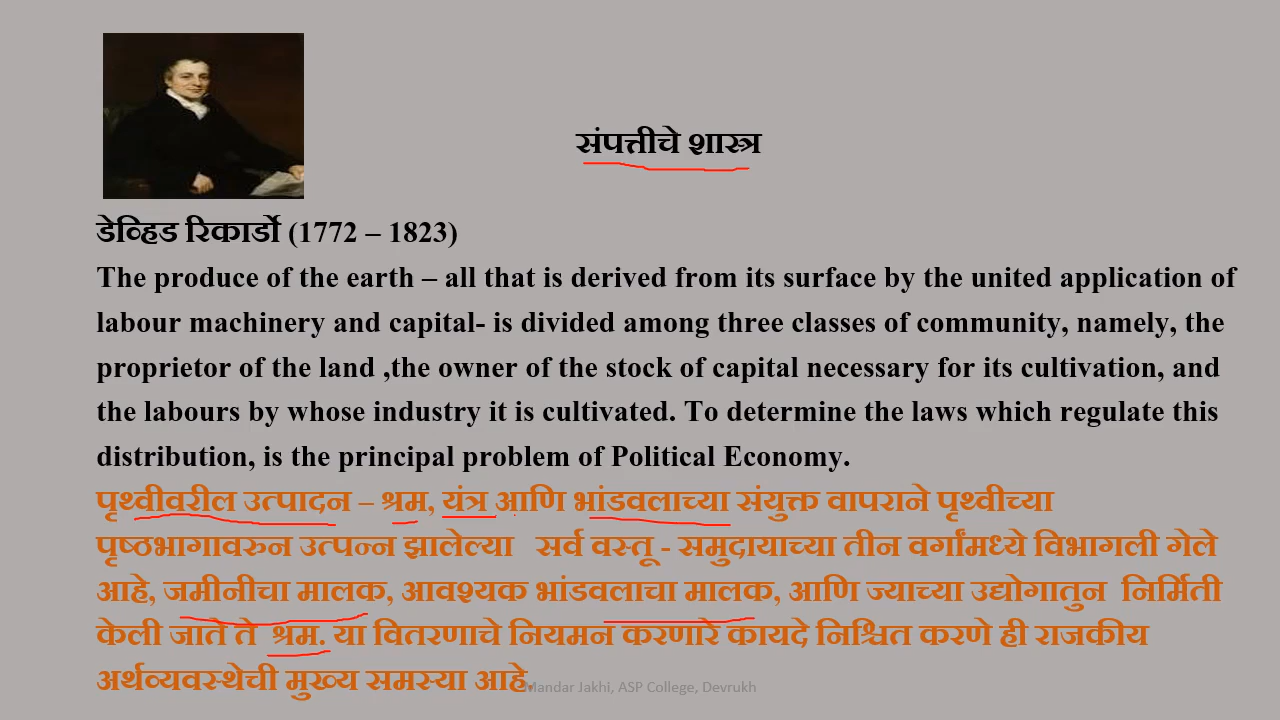 संपत्तीचे शास्त्र
डेव्हिड रिकार्डो (1772 – 1823)
The produce of the earth – all that is derived from its surface by the united application of
labour machinery and capital- is divided among three classes of community, namely, the
proprietor of the land ,the owner of the stock of capital necessary for its cultivation, and
the labours by whose industry it is cultivated. To determine the laws which regulate this
distribution, is the principal problem of Political Economy.
पृथ्वीवरील उत्पादन – श्रम, यंत्र आणि भांडवलाच्या संयुक्त वापराने पृथ्वीच्या
पृष्ठभागावरुन उत्पन्न झालेल्या सर्व वस्तू - समुदायाच्या तीन वर्गांमध्ये विभागली गेले
आहे, जमीनीचा मालक, आवश्यक भांडवलाचा मालक, आणि ज्याच्या उद्योगातुन निर्मिती
केली जाते ते श्रम. या वितरणाचे नियमन करणारे कायदे निश्चित करणे ही राजकीय
अर्थव्यवस्थेची मुख्य समस्या आहे.
Mandar Jakhi, ASP College, Devrukh